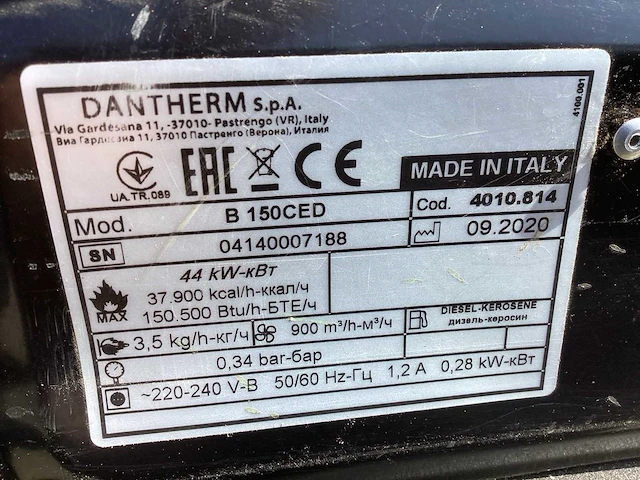 DANTHERM S.p.A.
Via Gardesana 11, -37010- Pastrengo (VR), Italy
Виа Гардезана 11, 37010 Пастренго (Верона), Италия
4100.001
UA.TR.089
EAC CE
MADE IN ITALY
Mod. B 150CED
Cod. 4010.814
SN 04140007188
09.2020
44 kW-кВт
MAX 37.900 kcal/h-ккал/ч
150.500 Btu/h-БТЕ/ч
3,5 kg/h-кг/ч
900 m³/h-м³/ч
DIESEL-KEROSENE
дизель-керосин
0,34 bar-бар
~220-240 V-В 50/60 Hz-Гц 1,2 A 0,28 kW-кВт